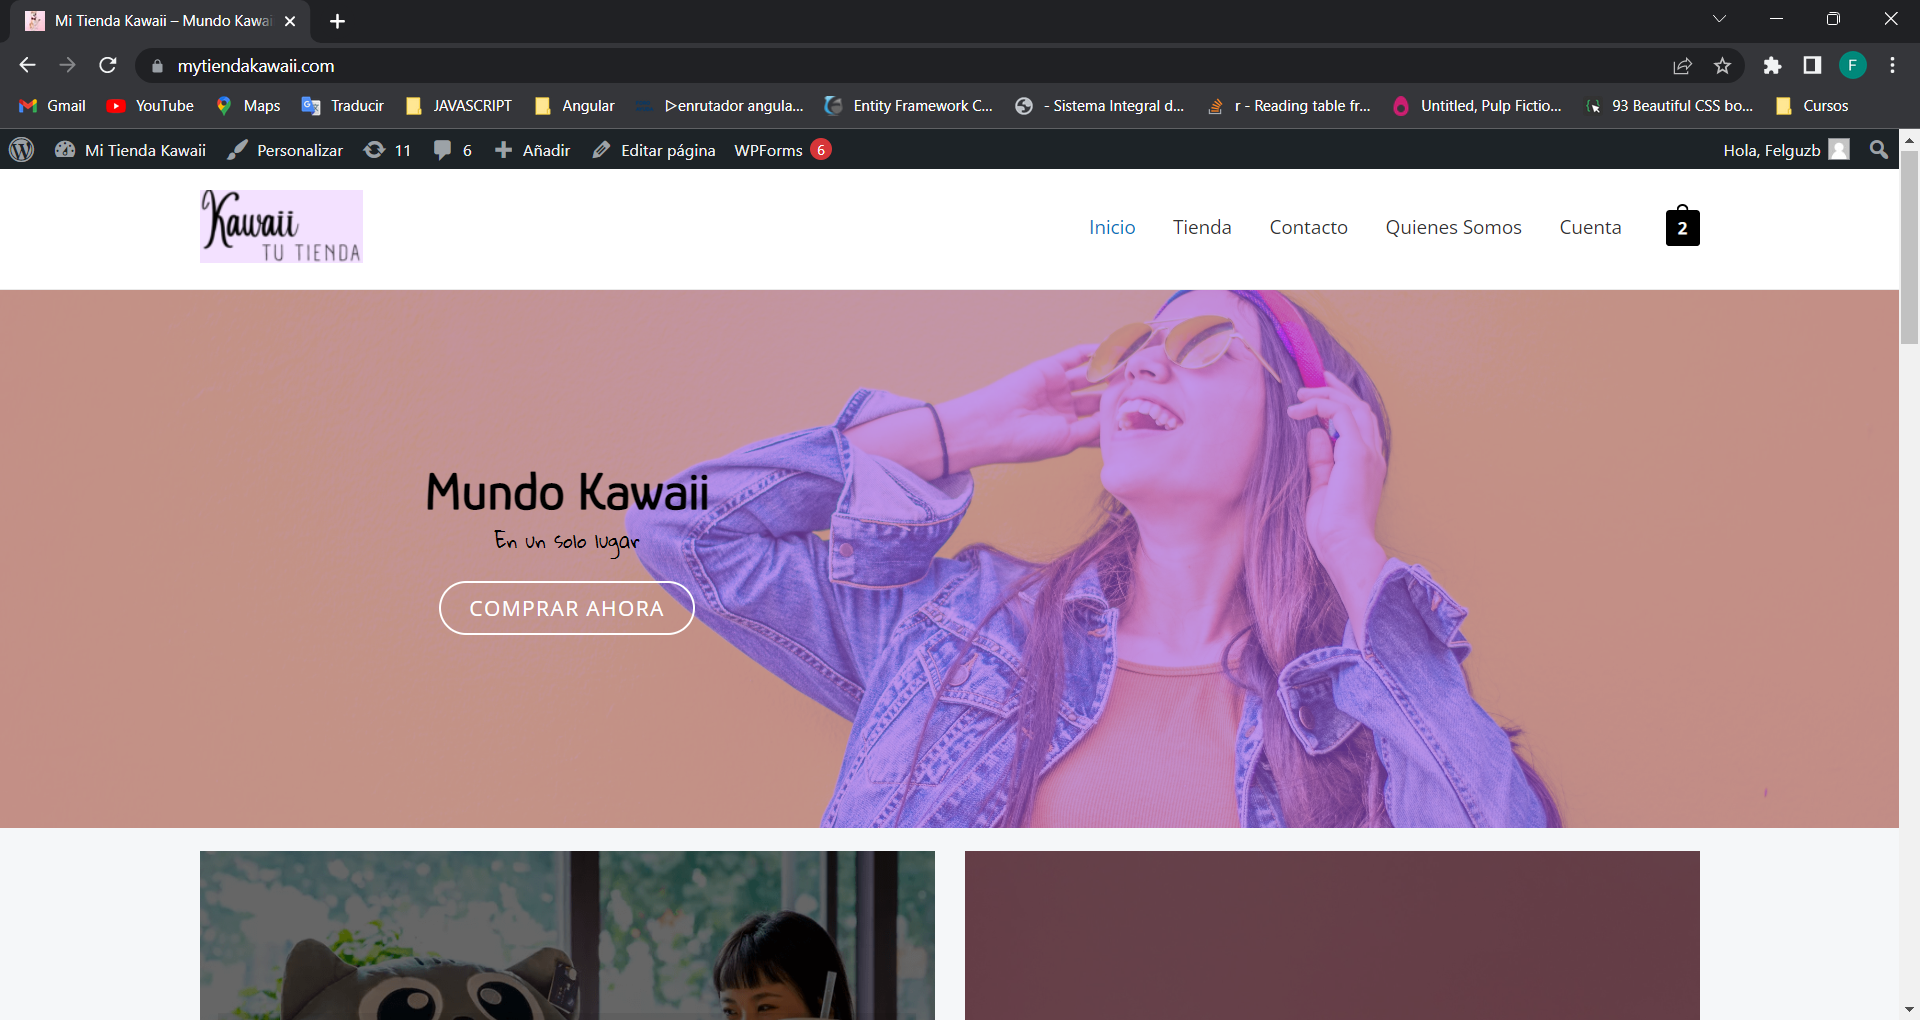 Mi Tienda Kawaii – Mundo Kawai
mytiendakawaii.com
F
Gmail YouTube Maps Traducir JAVASCRIPT Angular ᐅenrutador angula... Entity Framework C... - Sistema Integral d... r - Reading table fr... Untitled, Pulp Fictio... 93 Beautiful CSS bo... Cursos
Mi Tienda Kawaii Personalizar 11 6 Añadir Editar página WPForms 6 Hola, Felguzb
Kawaii
TU TIENDA
Inicio Tienda Contacto Quienes Somos Cuenta 2
Mundo Kawaii
En un solo lugar
COMPRAR AHORA